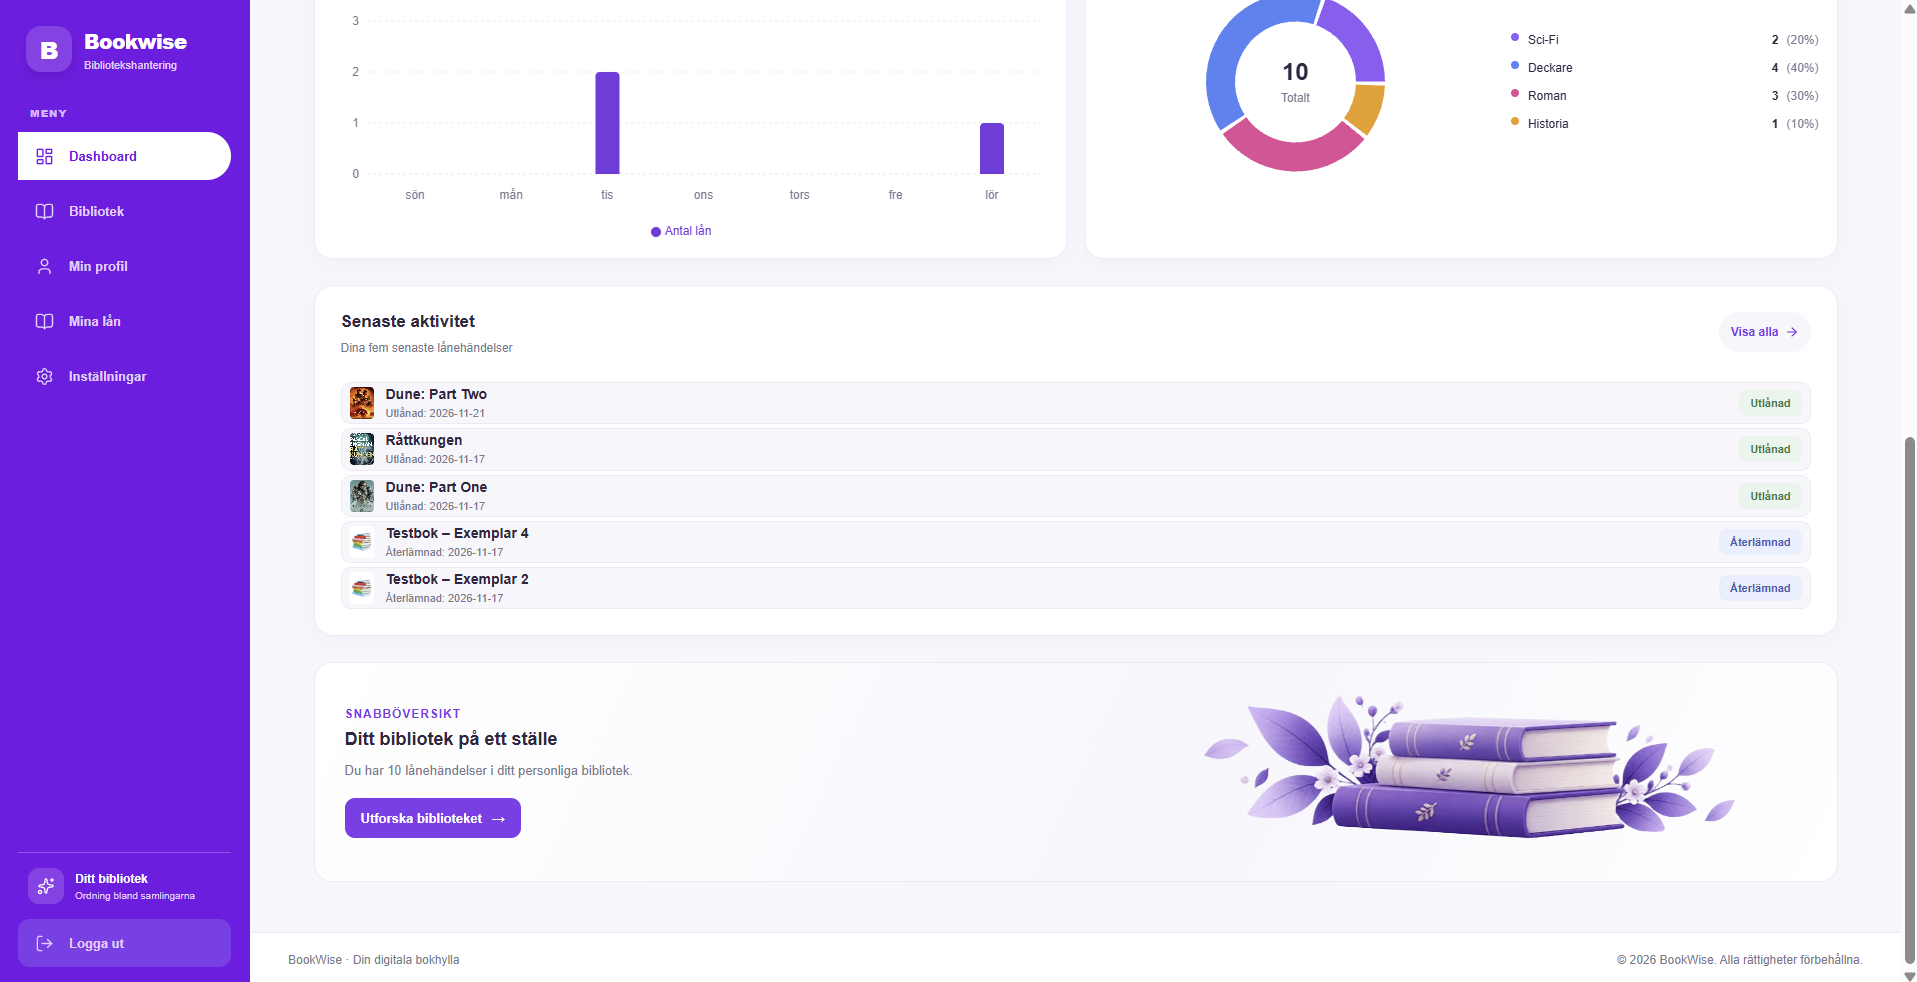 B
Bookwise
Bibliotekshantering
MENY
Dashboard
Bibliotek
Min profil
Mina lån
Inställningar
Ditt bibliotek
Ordning bland samlingarna
Logga ut
3
2
1
0
sön mån tis ons tors fre lör
Antal lån
10
Totalt
Sci-Fi 2 (20%)
Deckare 4 (40%)
Roman 3 (30%)
Historia 1 (10%)
Senaste aktivitet
Dina fem senaste lånehändelser
Visa alla →
Dune: Part Two
Utlånad: 2026-11-21
Utlånad
Råttkungen
Utlånad: 2026-11-17
Utlånad
Dune: Part One
Utlånad: 2026-11-17
Utlånad
Testbok – Exemplar 4
Återlämnad: 2026-11-17
Återlämnad
Testbok – Exemplar 2
Återlämnad: 2026-11-17
Återlämnad
SNABBÖVERSIKT
Ditt bibliotek på ett ställe
Du har 10 lånehändelser i ditt personliga bibliotek.
Utforska biblioteket →
BookWise · Din digitala bokhylla
© 2026 BookWise. Alla rättigheter förbehållna.